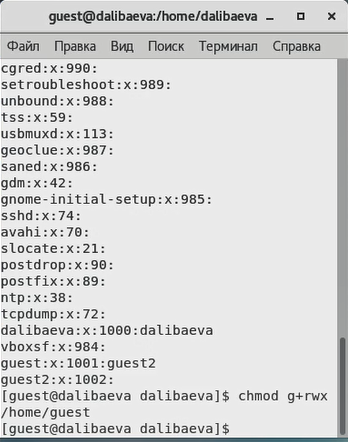 guest@dalibaeva:/home/dalibaeva
Файл Правка Вид Поиск Терминал Справка
cgred:x:990:
setroubleshoot:x:989:
unbound:x:988:
tss:x:59:
usbmuxd:x:113:
geoclue:x:987:
saned:x:986:
gdm:x:42:
gnome-initial-setup:x:985:
sshd:x:74:
avahi:x:70:
slocate:x:21:
postdrop:x:90:
postfix:x:89:
ntp:x:38:
tcpdump:x:72:
dalibaeva:x:1000:dalibaeva
vboxsf:x:984:
guest:x:1001:guest2
guest2:x:1002:
[guest@dalibaeva dalibaeva]$ chmod g+rwx
/home/guest
[guest@dalibaeva dalibaeva]$